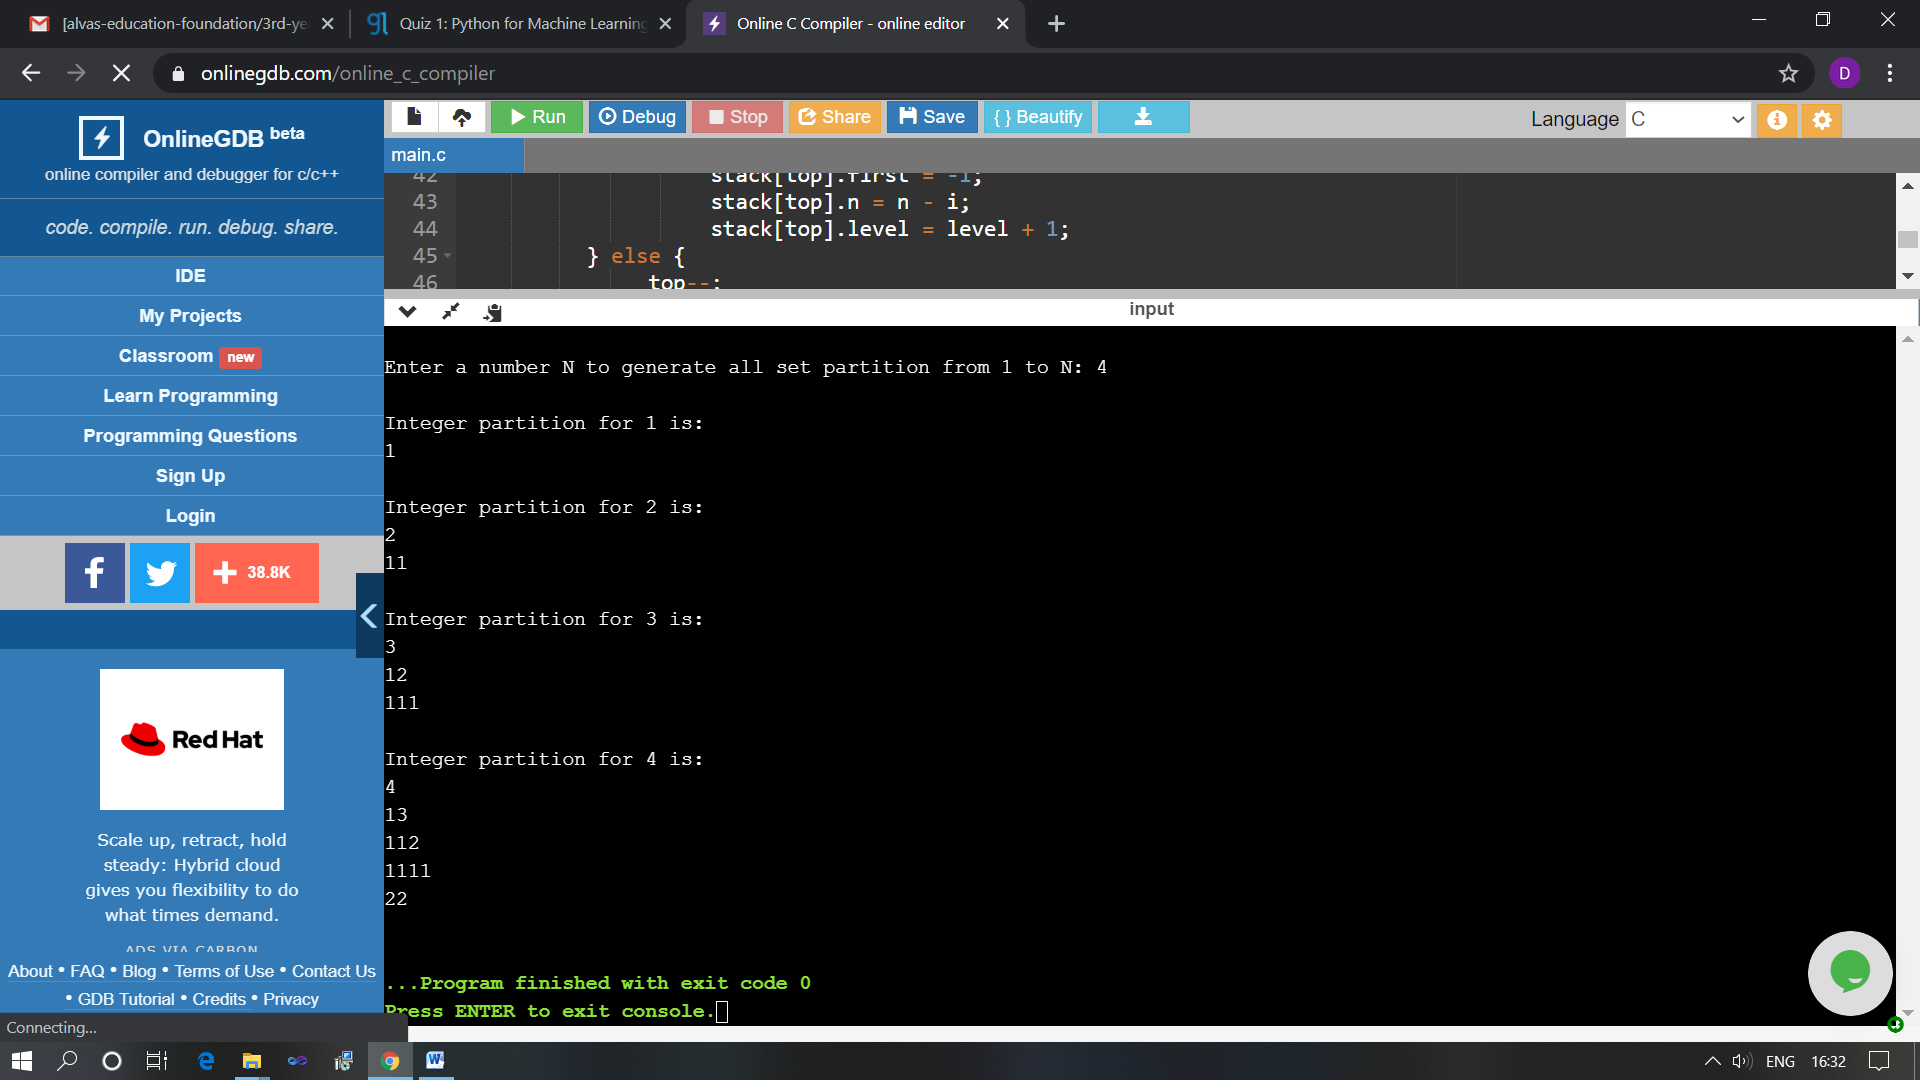 [alvas-education-foundation/3rd-ye
Quiz 1: Python for Machine Learning
Online C Compiler - online editor
onlinegdb.com/online_c_compiler
D
OnlineGDB beta
online compiler and debugger for c/c++
code. compile. run. debug. share.
IDE
My Projects
Classroom new
Learn Programming
Programming Questions
Sign Up
Login
38.8K
Red Hat
Scale up, retract, hold
steady: Hybrid cloud
gives you flexibility to do
what times demand.
ADS VIA CARBON
About • FAQ • Blog • Terms of Use • Contact Us
• GDB Tutorial • Credits • Privacy
Connecting...
Run Debug Stop Share Save { } Beautify
Language C
main.c
42 stack[top].first = -1;
43 stack[top].n = n - i;
44 stack[top].level = level + 1;
45 } else {
46 top--;
input
Enter a number N to generate all set partition from 1 to N: 4
Integer partition for 1 is:
1
Integer partition for 2 is:
2
11
Integer partition for 3 is:
3
12
111
Integer partition for 4 is:
4
13
112
1111
22
...Program finished with exit code 0
Press ENTER to exit console.
ENG 16:32